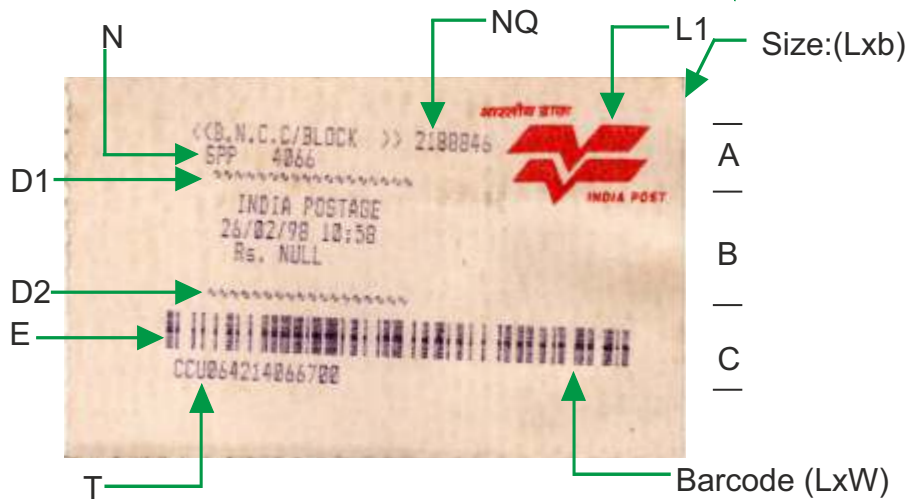 N
NQ
L1
Size:(Lxb)
भारतीय डाक
<<B.N.C.C/BLOCK >> 2188846
SPP 4066
A
D1
INDIA POST
INDIA POSTAGE
26/02/98 10:58
Rs. NULL
B
D2
E
C
CCU064214066700
T
Barcode (LxW)